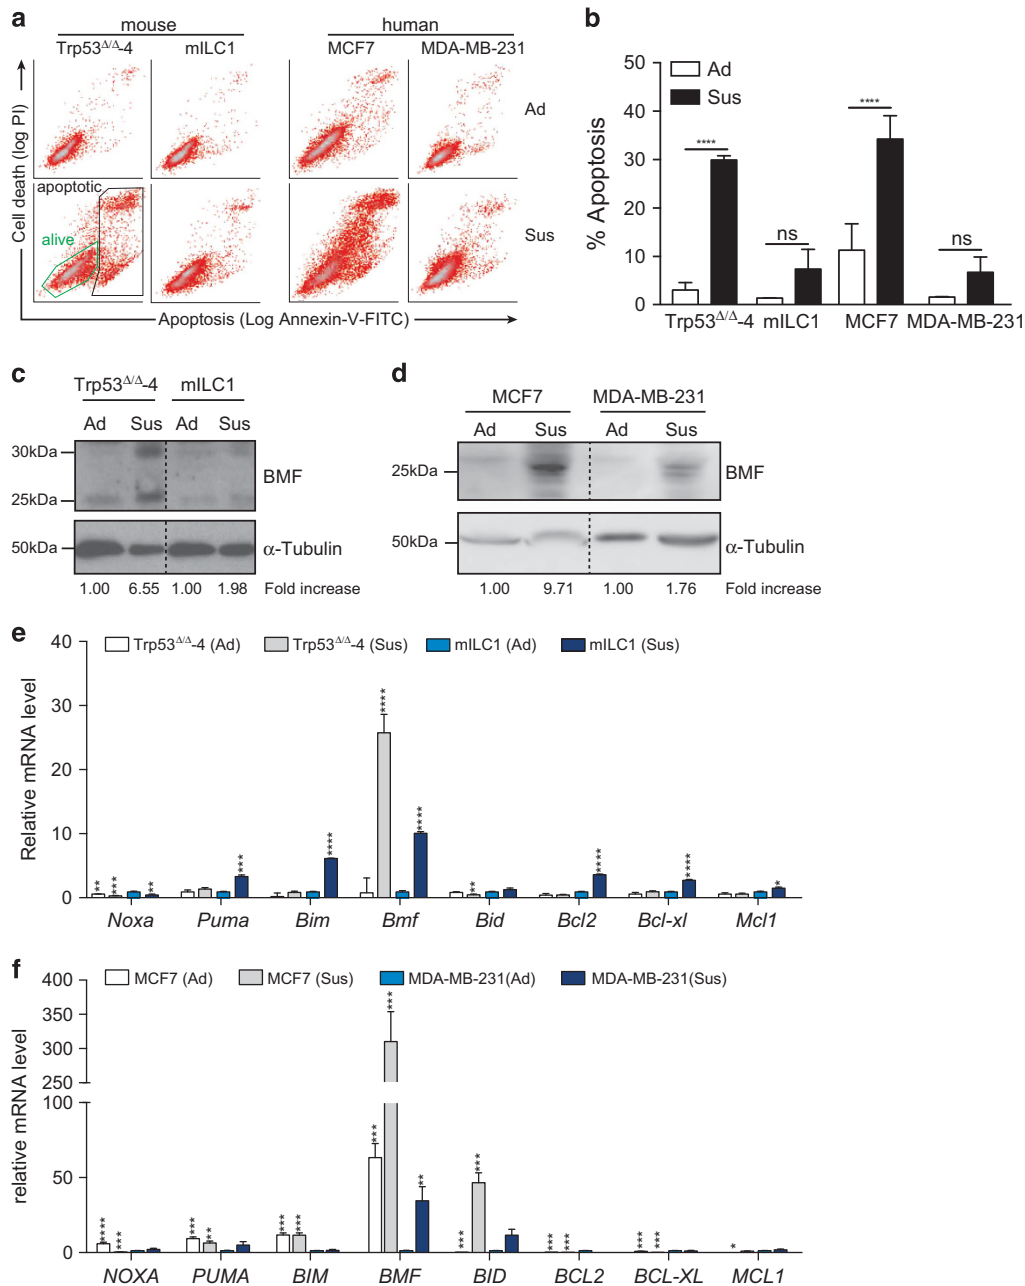 a
mouse
human
Trp53Δ/Δ-4
mILC1
MCF7
MDA-MB-231
Cell death (log PI)
Ad
apoptotic
alive
Sus
Apoptosis (Log Annexin-V-FITC)
b
% Apoptosis
50
40
30
20
10
0
Ad
Sus
****
ns
****
ns
Trp53Δ/Δ-4
mILC1
MCF7
MDA-MB-231
c
Trp53Δ/Δ-4
mILC1
Ad Sus Ad Sus
30kDa
BMF
25kDa
50kDa
α-Tubulin
1.00 6.55 1.00 1.98 Fold increase
d
MCF7
MDA-MB-231
Ad Sus Ad Sus
25kDa
BMF
50kDa
α-Tubulin
1.00 9.71 1.00 1.76 Fold increase
e
Relative mRNA level
40
30
20
10
0
Trp53Δ/Δ-4 (Ad)
Trp53Δ/Δ-4 (Sus)
mILC1 (Ad)
mILC1 (Sus)
** *** ** *** **** **** **** ** **** **** *
Noxa Puma Bim Bmf Bid Bcl2 Bcl-xl Mcl1
f
relative mRNA level
400
350
300
250
100
50
0
MCF7 (Ad)
MCF7 (Sus)
MDA-MB-231(Ad)
MDA-MB-231(Sus)
**** *** *** ** *** *** *** *** ** *** *** *** *** *** *** *
NOXA PUMA BIM BMF BID BCL2 BCL-XL MCL1